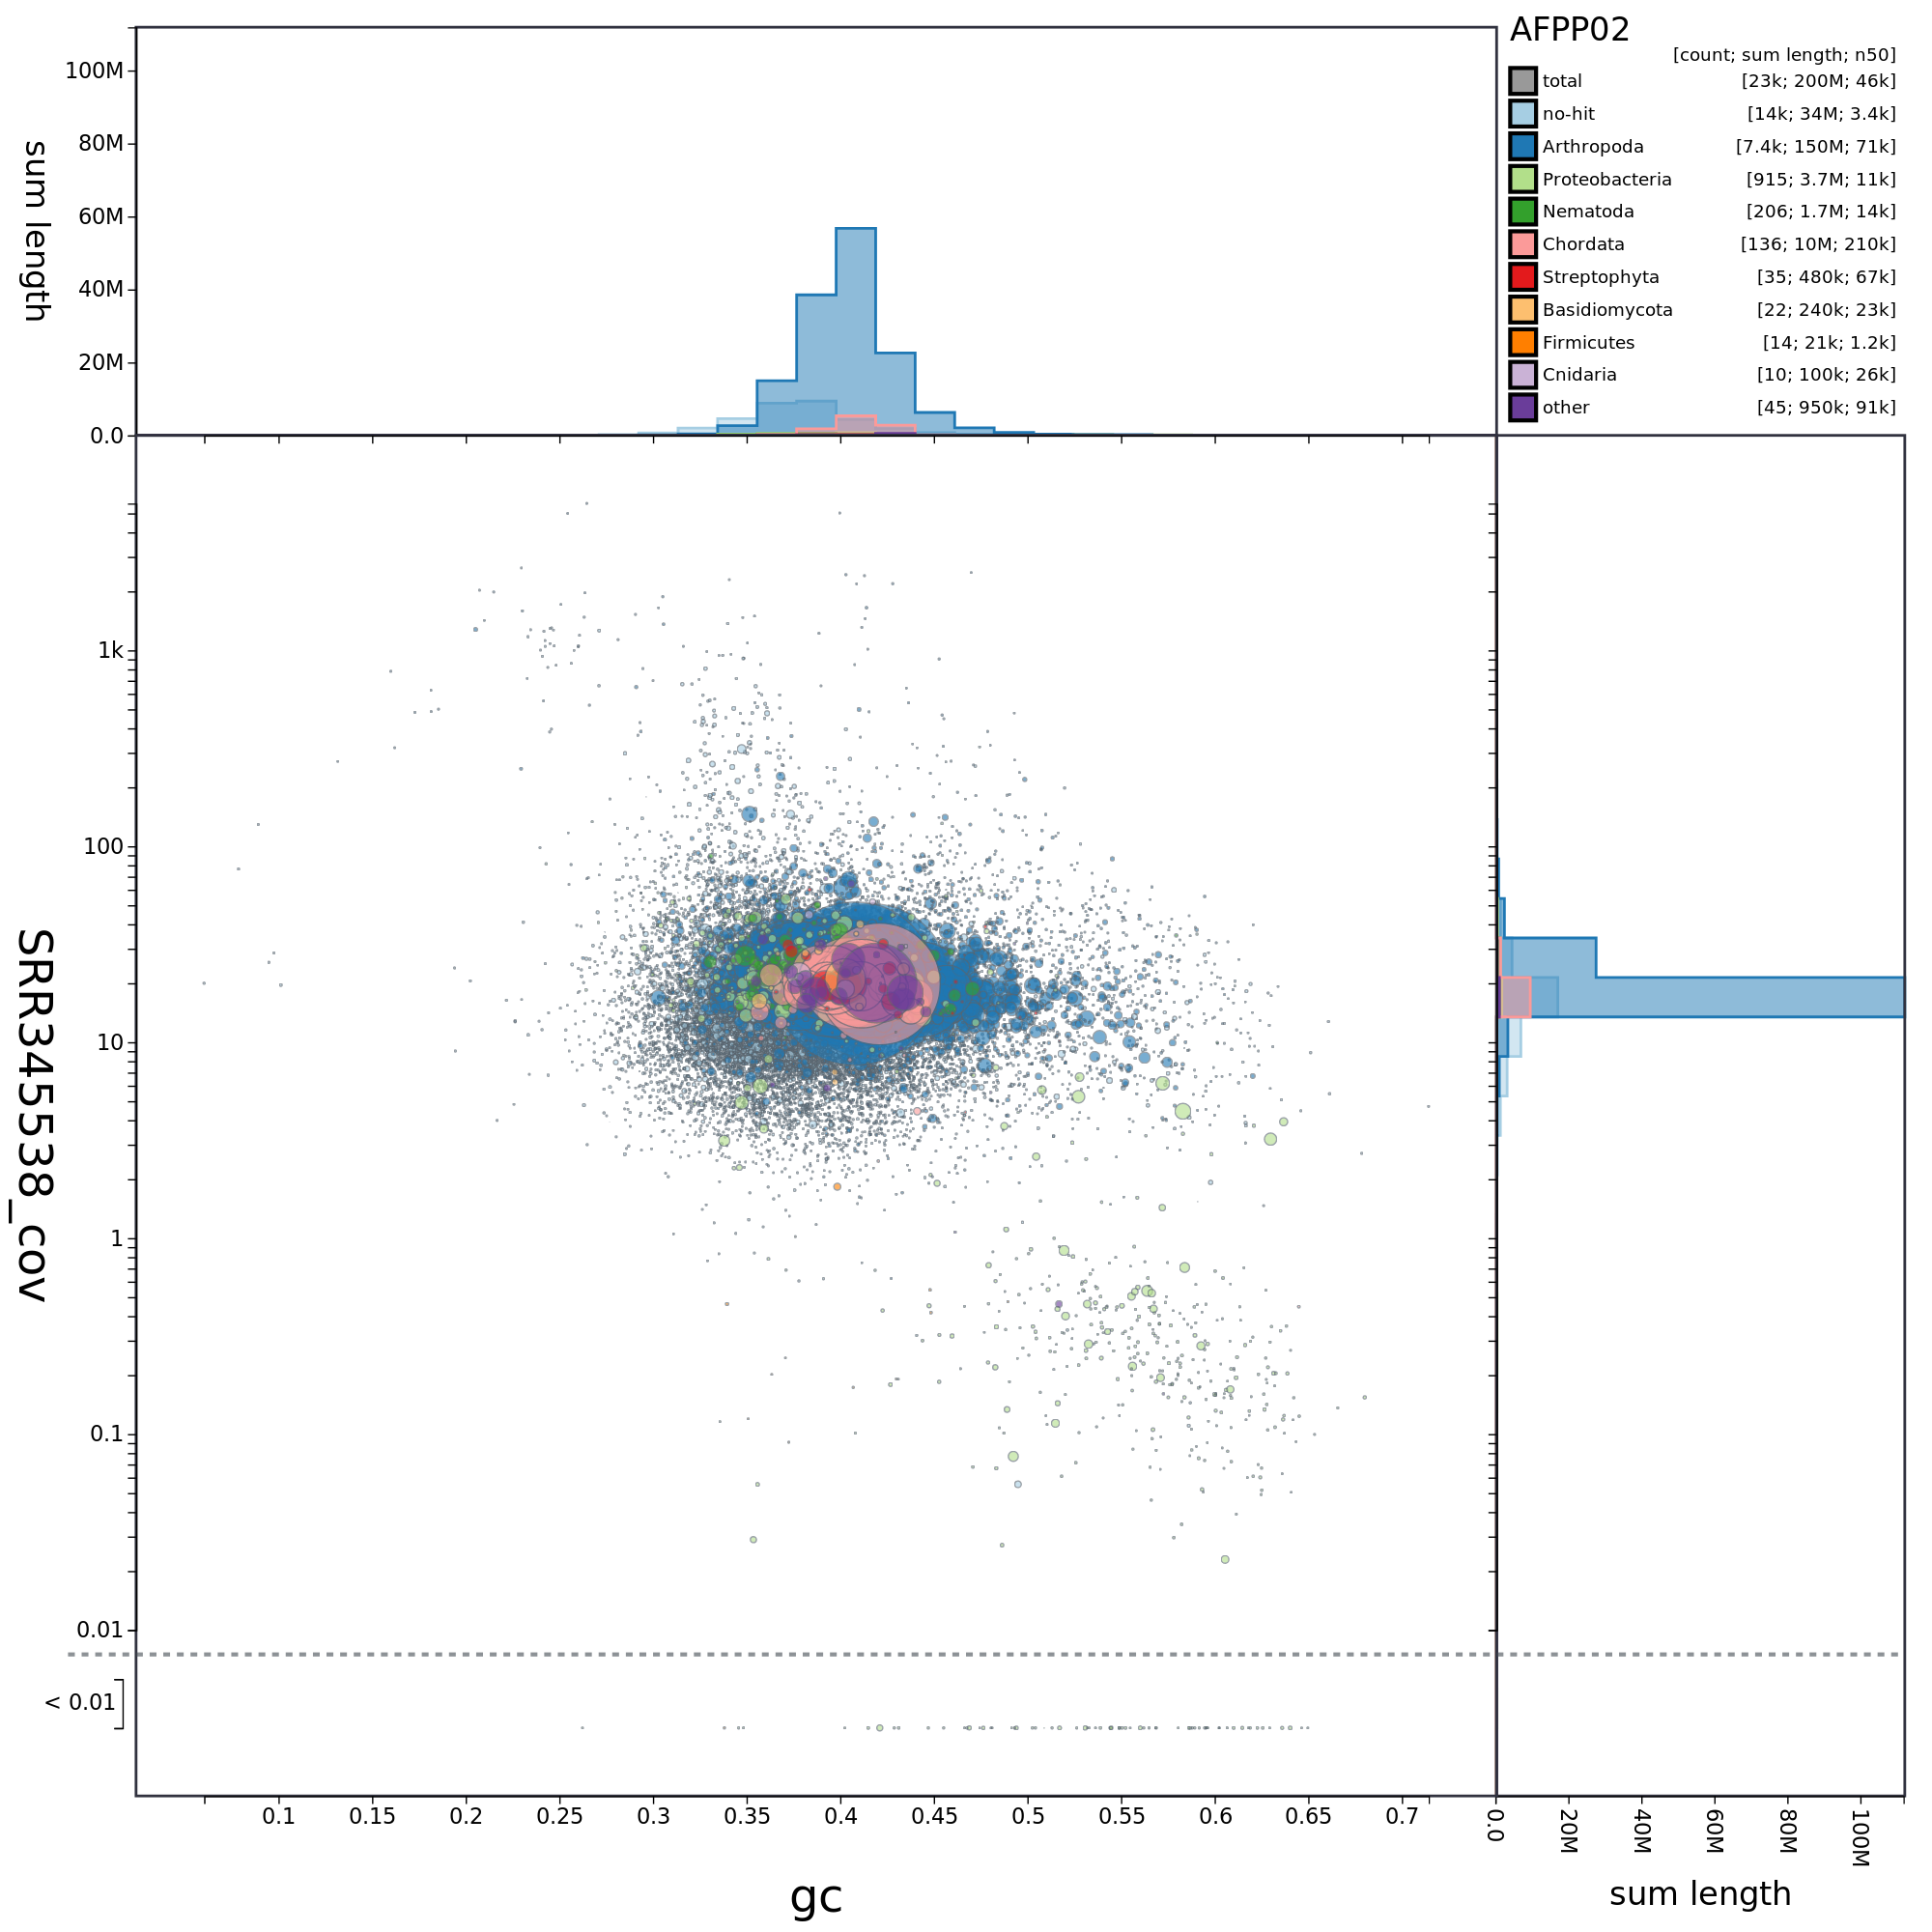 AFPP02
[count; sum length; n50]
total [23k; 200M; 46k]
no-hit [14k; 34M; 3.4k]
Arthropoda [7.4k; 150M; 71k]
Proteobacteria [915; 3.7M; 11k]
Nematoda [206; 1.7M; 14k]
Chordata [136; 10M; 210k]
Streptophyta [35; 480k; 67k]
Basidiomycota [22; 240k; 23k]
Firmicutes [14; 21k; 1.2k]
Cnidaria [10; 100k; 26k]
other [45; 950k; 91k]
sum length
100M
80M
60M
40M
20M
0.0
SRR345538_cov
1k
100
10
1
0.1
0.01
< 0.01
0.1 0.15 0.2 0.25 0.3 0.35 0.4 0.45 0.5 0.55 0.6 0.65 0.7
gc
0.0 20M 40M 60M 80M 100M
sum length